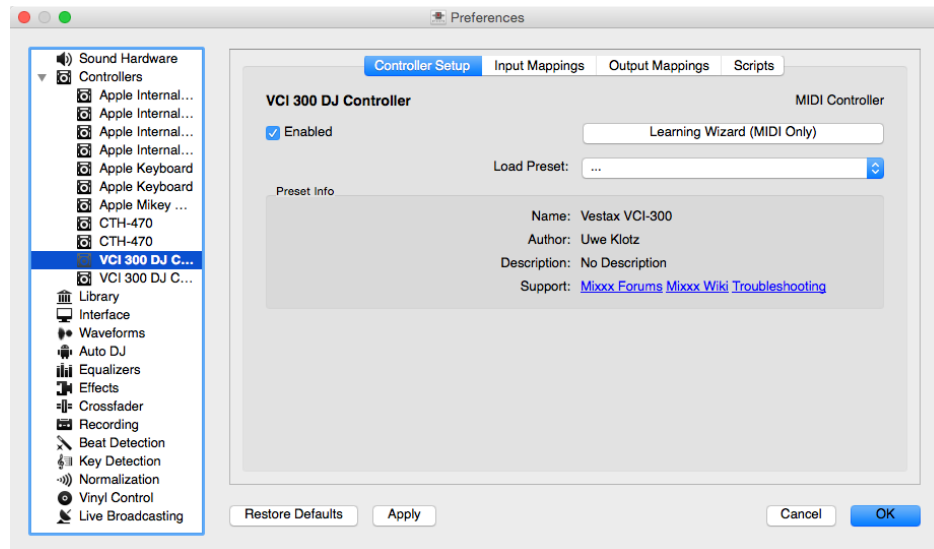 Preferences
Sound Hardware
Controllers
Apple Internal...
Apple Internal...
Apple Internal...
Apple Internal...
Apple Keyboard
Apple Keyboard
Apple Mikey ...
CTH-470
CTH-470
VCI 300 DJ C...
VCI 300 DJ C...
Library
Interface
Waveforms
Auto DJ
Equalizers
Effects
Crossfader
Recording
Beat Detection
Key Detection
Normalization
Vinyl Control
Live Broadcasting
Controller Setup Input Mappings Output Mappings Scripts
VCI 300 DJ Controller MIDI Controller
Enabled Learning Wizard (MIDI Only)
Load Preset: ...
Preset Info
Name: Vestax VCI-300
Author: Uwe Klotz
Description: No Description
Support: Mixxx Forums Mixxx Wiki Troubleshooting
Restore Defaults Apply Cancel OK